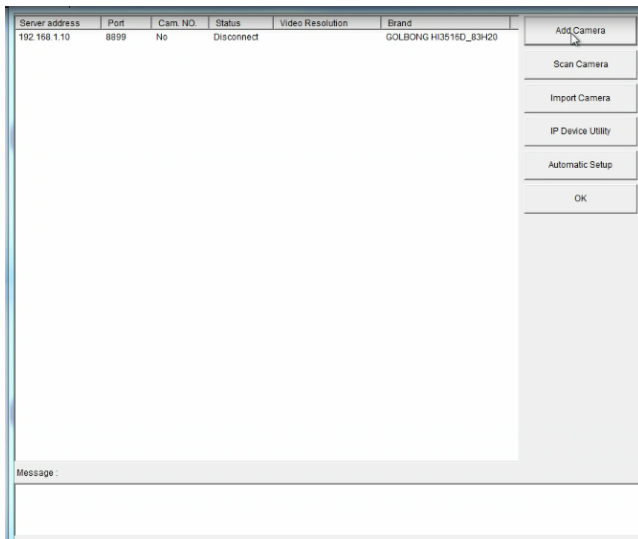 Server address Port Cam. NO. Status Video Resolution Brand
192.168.1.10 8899 No Disconnect GOLBONG HI3516D_83H20
Add Camera
Scan Camera
Import Camera
IP Device Utility
Automatic Setup
OK
Message :